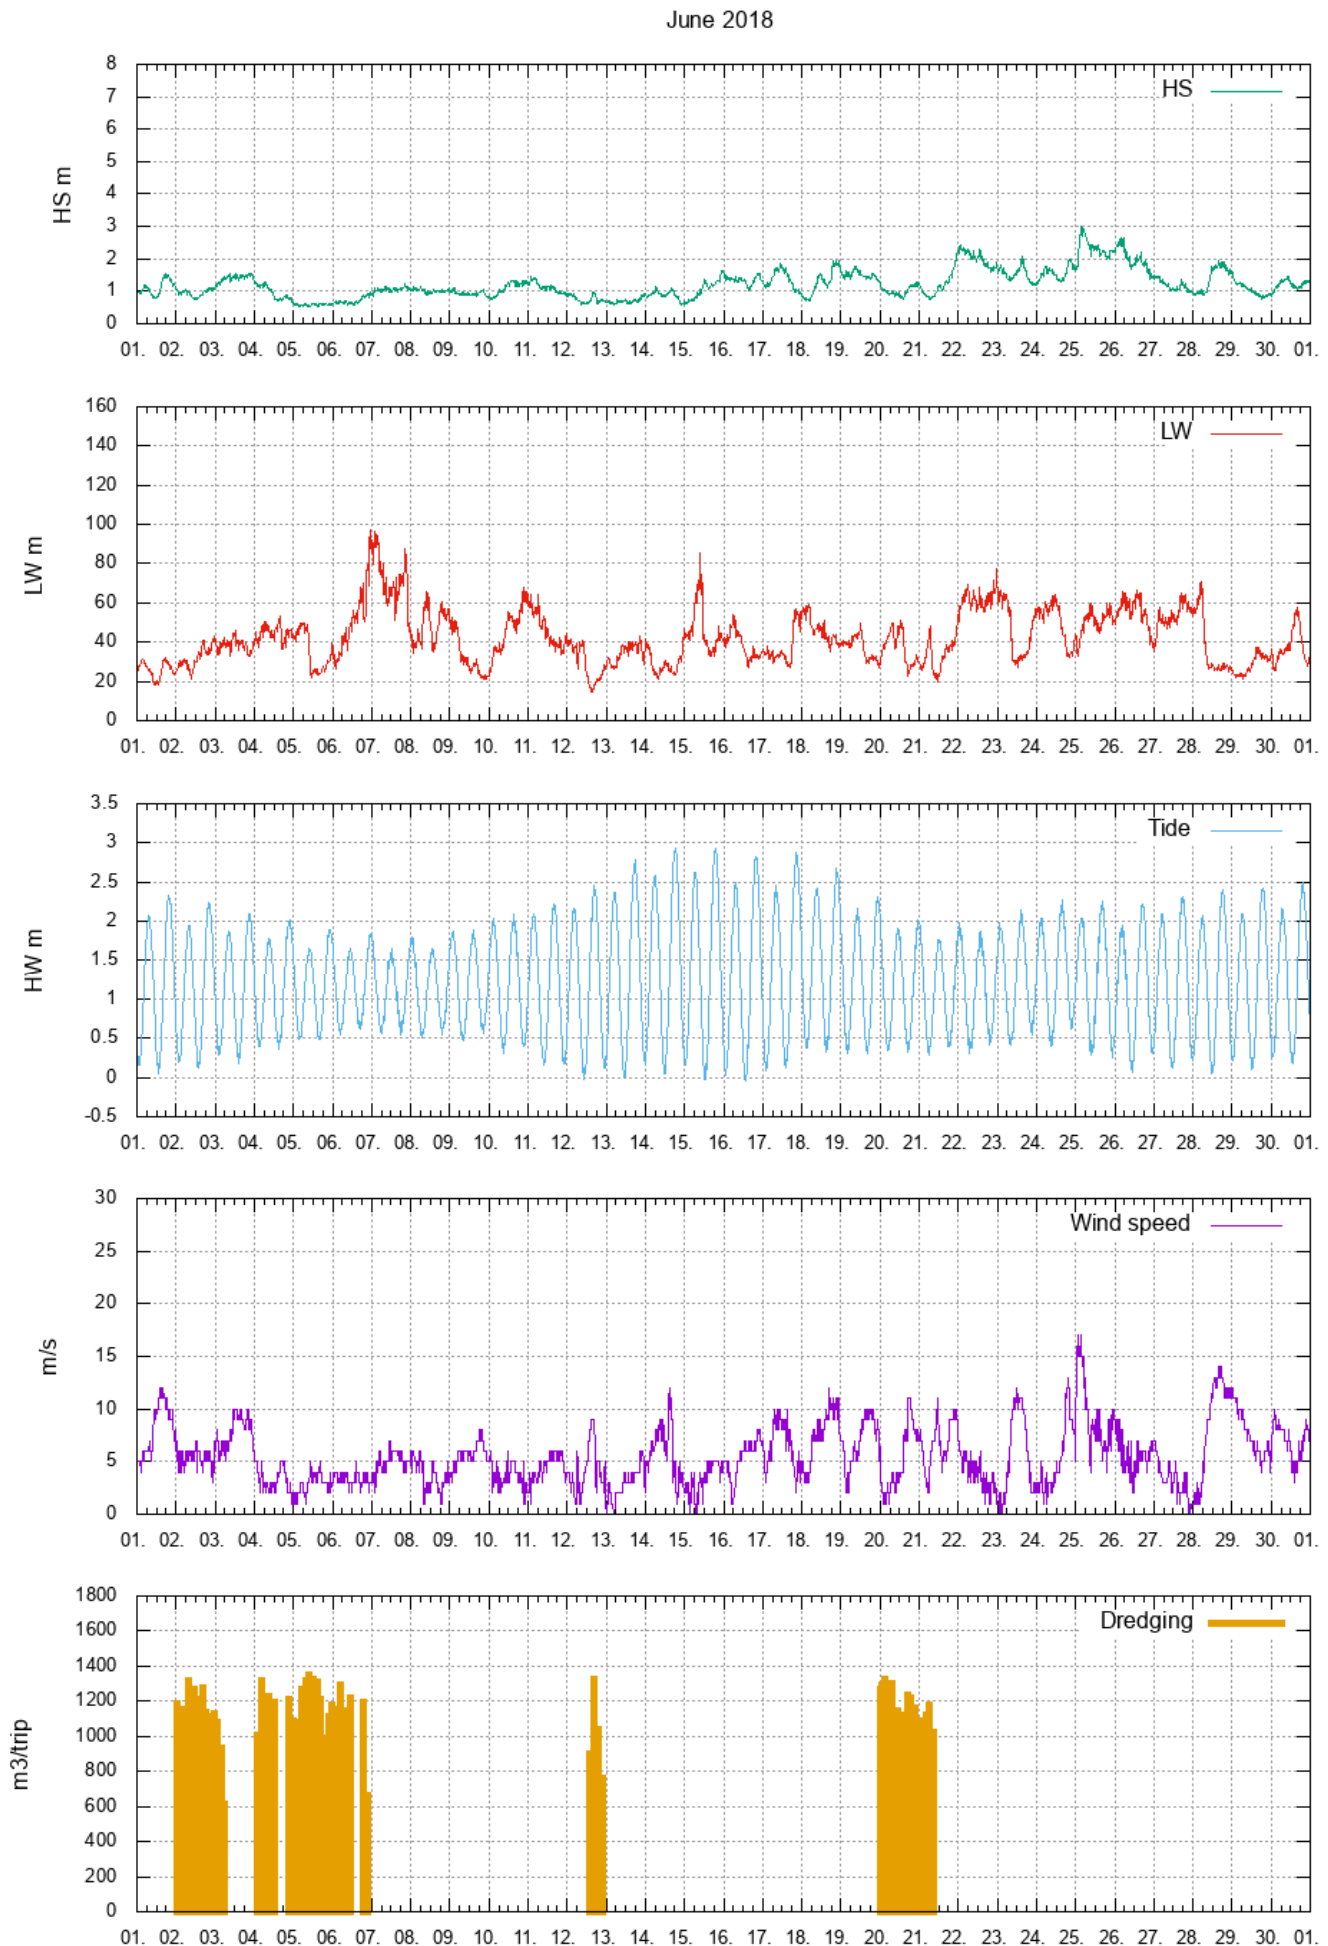 June 2018
8
HS
7
6
5
HS m
4
3
2
1
0
01. 02. 03. 04. 05. 06. 07. 08. 09. 10. 11. 12. 13. 14. 15. 16. 17. 18. 19. 20. 21. 22. 23. 24. 25. 26. 27. 28. 29. 30. 01.
160
LW
140
120
100
LW m
80
60
40
20
0
01. 02. 03. 04. 05. 06. 07. 08. 09. 10. 11. 12. 13. 14. 15. 16. 17. 18. 19. 20. 21. 22. 23. 24. 25. 26. 27. 28. 29. 30. 01.
3.5
Tide
3
2.5
2
HW m
1.5
1
0.5
0
-0.5
01. 02. 03. 04. 05. 06. 07. 08. 09. 10. 11. 12. 13. 14. 15. 16. 17. 18. 19. 20. 21. 22. 23. 24. 25. 26. 27. 28. 29. 30. 01.
30
Wind speed
25
20
m/s
15
10
5
0
01. 02. 03. 04. 05. 06. 07. 08. 09. 10. 11. 12. 13. 14. 15. 16. 17. 18. 19. 20. 21. 22. 23. 24. 25. 26. 27. 28. 29. 30. 01.
1800
Dredging
1600
1400
1200
1000
m3/trip
800
600
400
200
0
01. 02. 03. 04. 05. 06. 07. 08. 09. 10. 11. 12. 13. 14. 15. 16. 17. 18. 19. 20. 21. 22. 23. 24. 25. 26. 27. 28. 29. 30. 01.